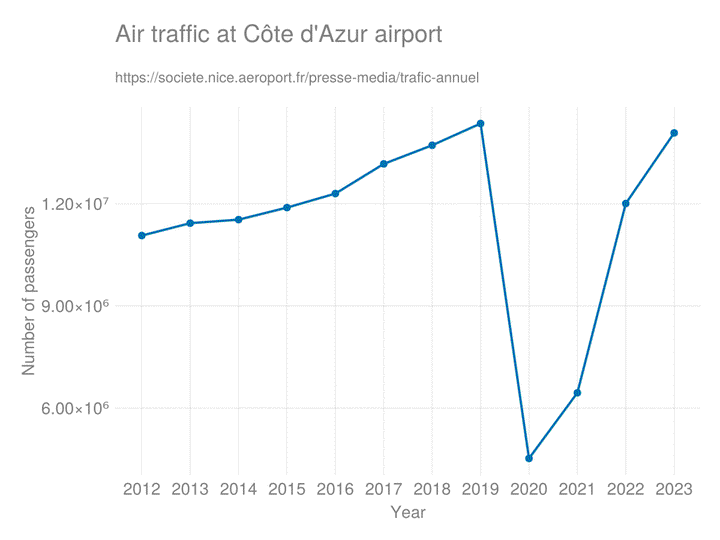 Air traffic at Côte d'Azur airport
https://societe.nice.aeroport.fr/presse-media/trafic-annuel
Number of passengers
1.20×10⁷
9.00×10⁶
6.00×10⁶
2012 2013 2014 2015 2016 2017 2018 2019 2020 2021 2022 2023
Year